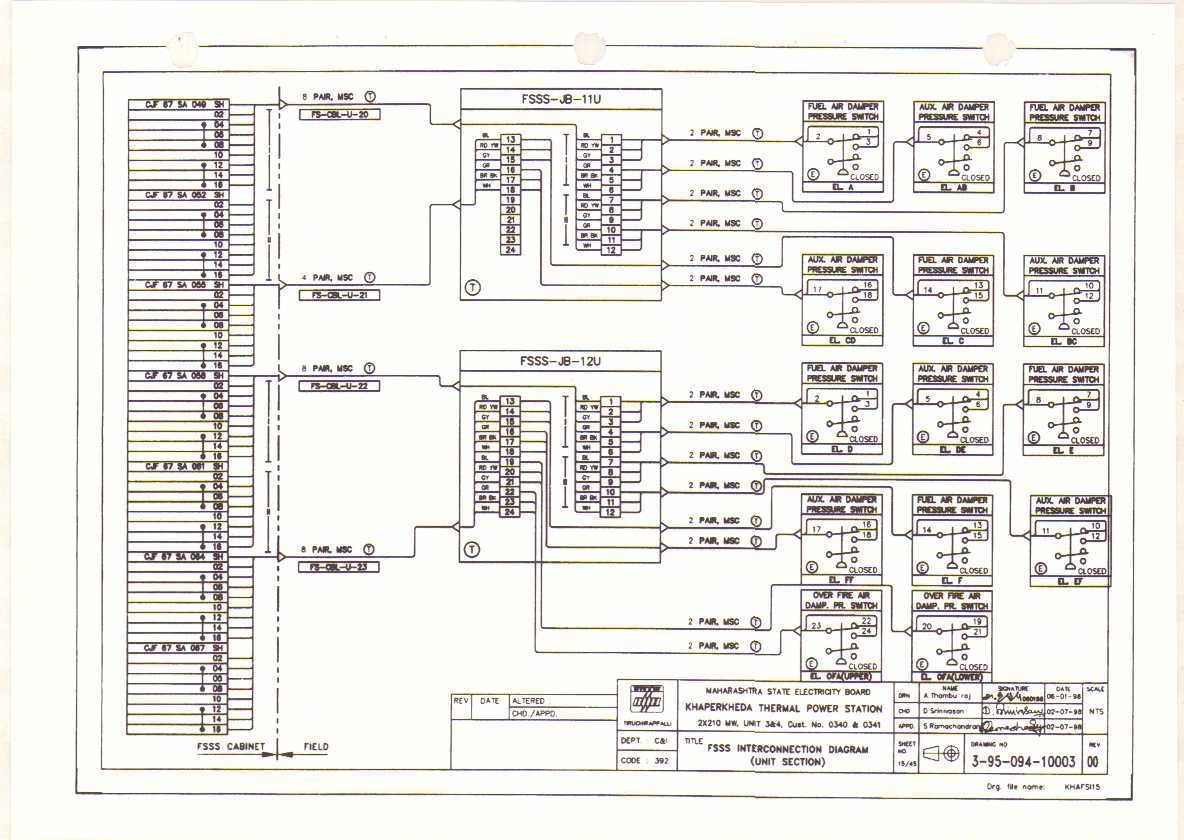 CJF 67 SA 049 SH
02
04
06
08
10
12
14
16
CJF 67 SA 052 SH
02
04
06
08
10
12
14
16
CJF 67 SA 055 SH
02
04
06
08
10
12
14
16
CJF 67 SA 058 SH
02
04
06
08
10
12
14
16
CJF 67 SA 061 SH
02
04
06
08
10
12
14
16
CJF 67 SA 064 SH
02
04
06
08
10
12
14
16
CJF 67 SA 067 SH
02
04
06
08
10
12
14
16
FSSS CABINET
FIELD
8 PAIR, MSC T
FS-CBL-U-20
4 PAIR, MSC T
FS-CBL-U-21
8 PAIR, MSC T
FS-CBL-U-22
8 PAIR, MSC T
FS-CBL-U-23
FSSS-JB-11U
BL 13
RD YW 14
GY 15
GR 16
BR BK 17
WH 18
19
20
21
22
23
24
BL 1
RD YW 2
GY 3
GR 4
BR BK 5
WH 6
BL 7
RD YW 8
GY 9
GR 10
BR BK 11
WH 12
T
2 PAIR, MSC T
2 PAIR, MSC T
2 PAIR, MSC T
2 PAIR, MSC T
2 PAIR, MSC T
2 PAIR, MSC T
FUEL AIR DAMPER
PRESSURE SWITCH
2 1
3
E CLOSED
EL. A
AUX. AIR DAMPER
PRESSURE SWITCH
5 4
6
E CLOSED
EL. AB
FUEL AIR DAMPER
PRESSURE SWITCH
8 7
9
E CLOSED
EL. B
AUX. AIR DAMPER
PRESSURE SWITCH
17 16
18
E CLOSED
EL. CD
FUEL AIR DAMPER
PRESSURE SWITCH
14 13
15
E CLOSED
EL. C
AUX. AIR DAMPER
PRESSURE SWITCH
11 10
12
E CLOSED
EL. BC
FSSS-JB-12U
BL 13
RD YW 14
GY 15
GR 16
BR BK 17
WH 18
BL 19
RD YW 20
GY 21
GR 22
BR BK 23
WH 24
BL 1
RD YW 2
GY 3
GR 4
BR BK 5
WH 6
BL 7
RD YW 8
GY 9
GR 10
BR BK 11
WH 12
T
2 PAIR, MSC T
2 PAIR, MSC T
2 PAIR, MSC T
2 PAIR, MSC T
2 PAIR, MSC T
2 PAIR, MSC T
2 PAIR, MSC T
2 PAIR, MSC T
FUEL AIR DAMPER
PRESSURE SWITCH
2 1
3
E CLOSED
EL. D
AUX. AIR DAMPER
PRESSURE SWITCH
5 4
6
E CLOSED
EL. DE
FUEL AIR DAMPER
PRESSURE SWITCH
8 7
9
E CLOSED
EL. E
AUX. AIR DAMPER
PRESSURE SWITCH
17 16
18
E CLOSED
EL. FF
FUEL AIR DAMPER
PRESSURE SWITCH
14 13
15
E CLOSED
EL. F
AUX. AIR DAMPER
PRESSURE SWITCH
11 10
12
E CLOSED
EL. EF
OVER FIRE AIR
DAMP. PR. SWITCH
23 22
24
E CLOSED
EL. OFA(UPPER)
OVER FIRE AIR
DAMP. PR. SWITCH
20 19
21
E CLOSED
EL. OFA(LOWER)
REV DATE ALTERED :
CHD./APPD.
TIRUCHIRAPPALLI
DEPT. C&I
CODE : 392
MAHARASHTRA STATE ELECTRICITY BOARD
KHAPERKHEDA THERMAL POWER STATION
2X210 MW, UNIT 3&4, Cust. No. 0340 & 0341
TITLE FSSS INTERCONNECTION DIAGRAM
(UNIT SECTION)
NAME SIGNATURE DATE SCALE
DRN A Thambu raj 06-01-98
CHD D Srinivasan 02-07-98 NTS
APPD. S Ramachandran 02-07-98
SHEET NO. 15/45
DRAWING NO REV
3-95-094-10003 00
Drg. file name: KHAFSI15